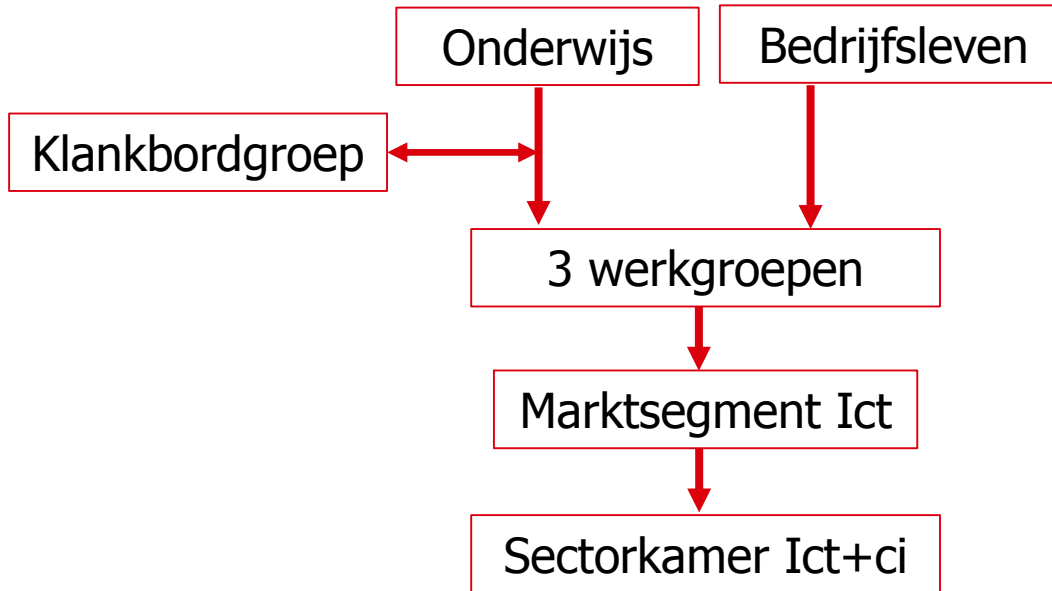 Onderwijs
Bedrijfsleven
Klankbordgroep
3 werkgroepen
Marktsegment Ict
Sectorkamer Ict+ci